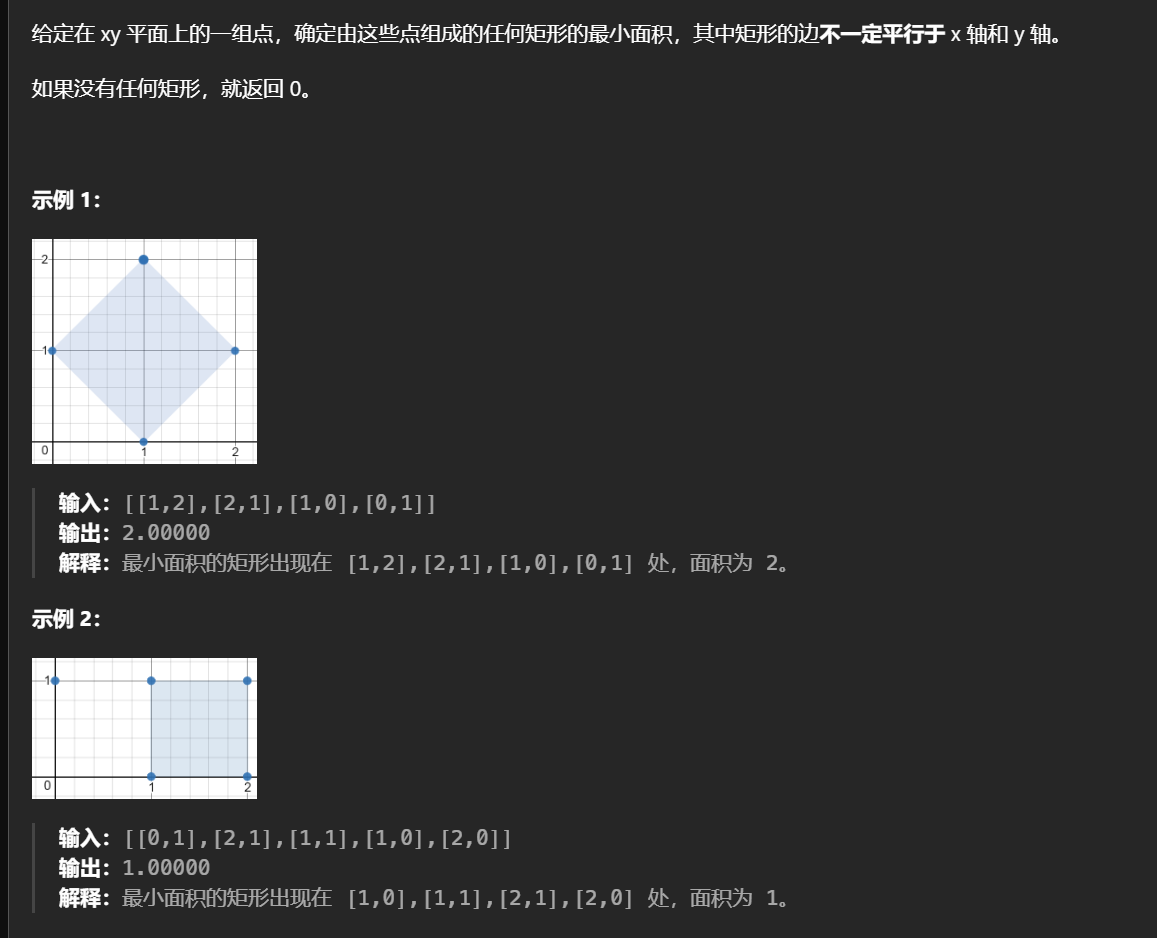 给定在 xy 平面上的一组点，确定由这些点组成的任何矩形的最小面积，其中矩形的边不一定平行于 x 轴和 y 轴。
如果没有任何矩形，就返回 0。
示例 1：
2
1
0
1
2
输入：[[1,2],[2,1],[1,0],[0,1]]
输出：2.00000
解释：最小面积的矩形出现在 [1,2],[2,1],[1,0],[0,1] 处，面积为 2。
示例 2：
1
0
1
2
输入：[[0,1],[2,1],[1,1],[1,0],[2,0]]
输出：1.00000
解释：最小面积的矩形出现在 [1,0],[1,1],[2,1],[2,0] 处，面积为 1。